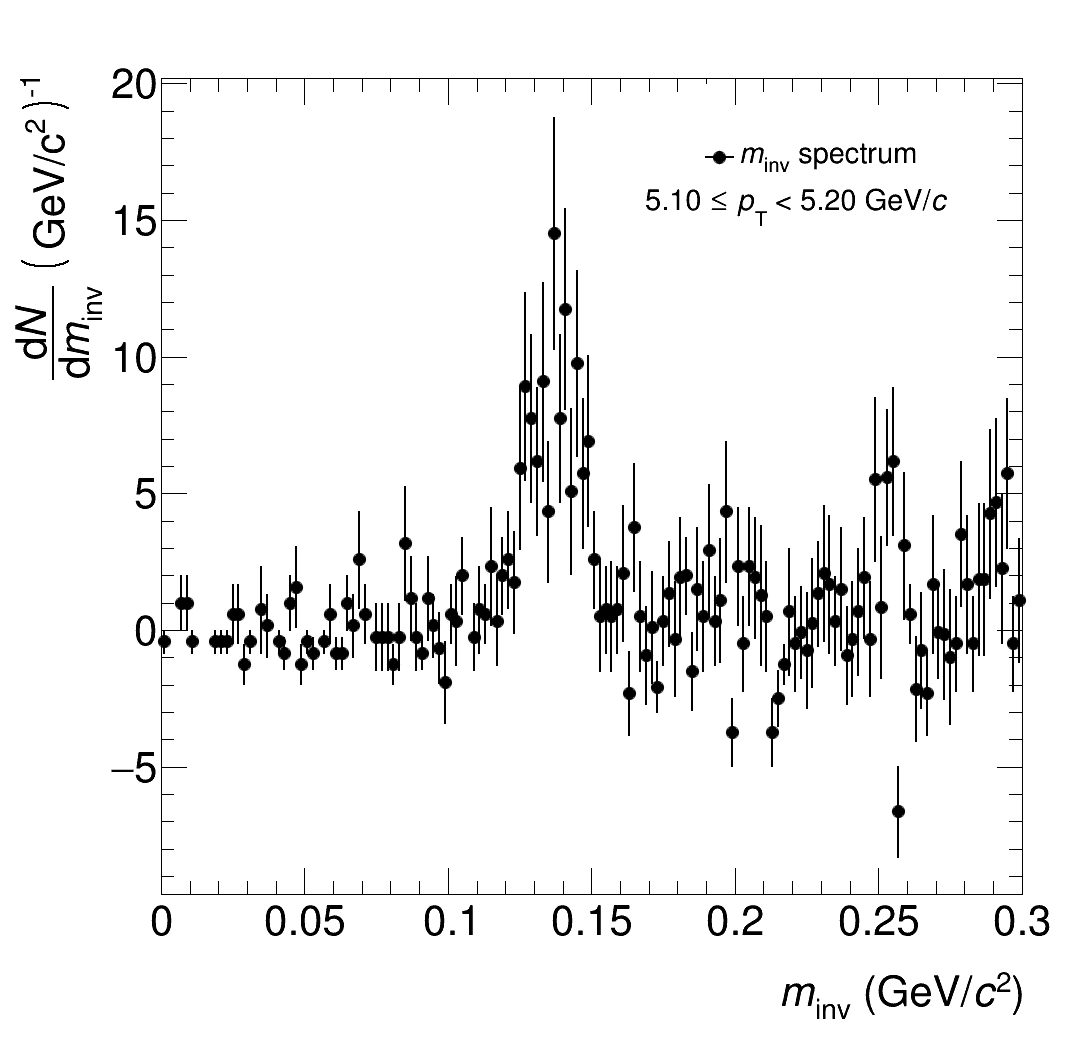 dN/dm_inv (GeV/c²)⁻¹
20
15
10
5
0
−5
m_inv spectrum
5.10 ≤ p_T < 5.20 GeV/c
0 0.05 0.1 0.15 0.2 0.25 0.3
m_inv (GeV/c²)